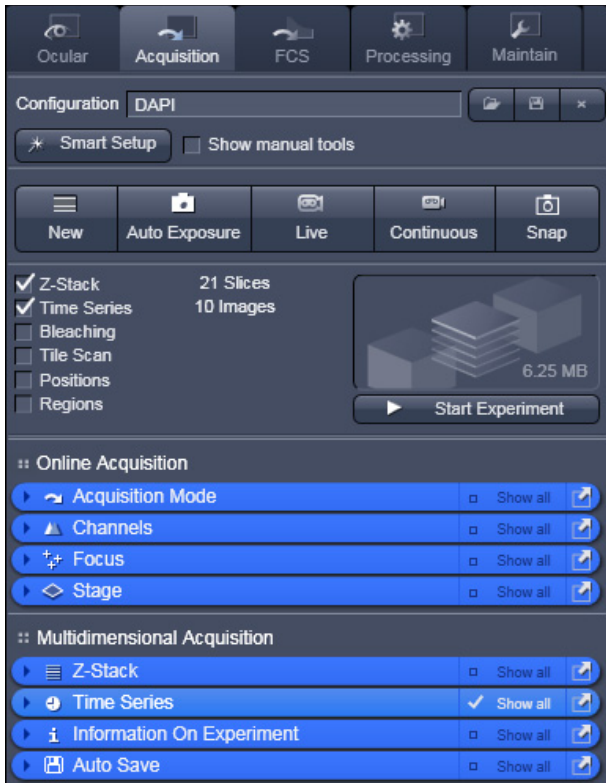 Ocular Acquisition FCS Processing Maintain
Configuration DAPI
Smart Setup Show manual tools
New Auto Exposure Live Continuous Snap
Z-Stack 21 Slices
Time Series 10 Images
Bleaching
Tile Scan
Positions
6.25 MB
Regions
Start Experiment
Online Acquisition
Acquisition Mode Show all
Channels Show all
Focus Show all
Stage Show all
Multidimensional Acquisition
Z-Stack Show all
Time Series Show all
Information On Experiment Show all
Auto Save Show all